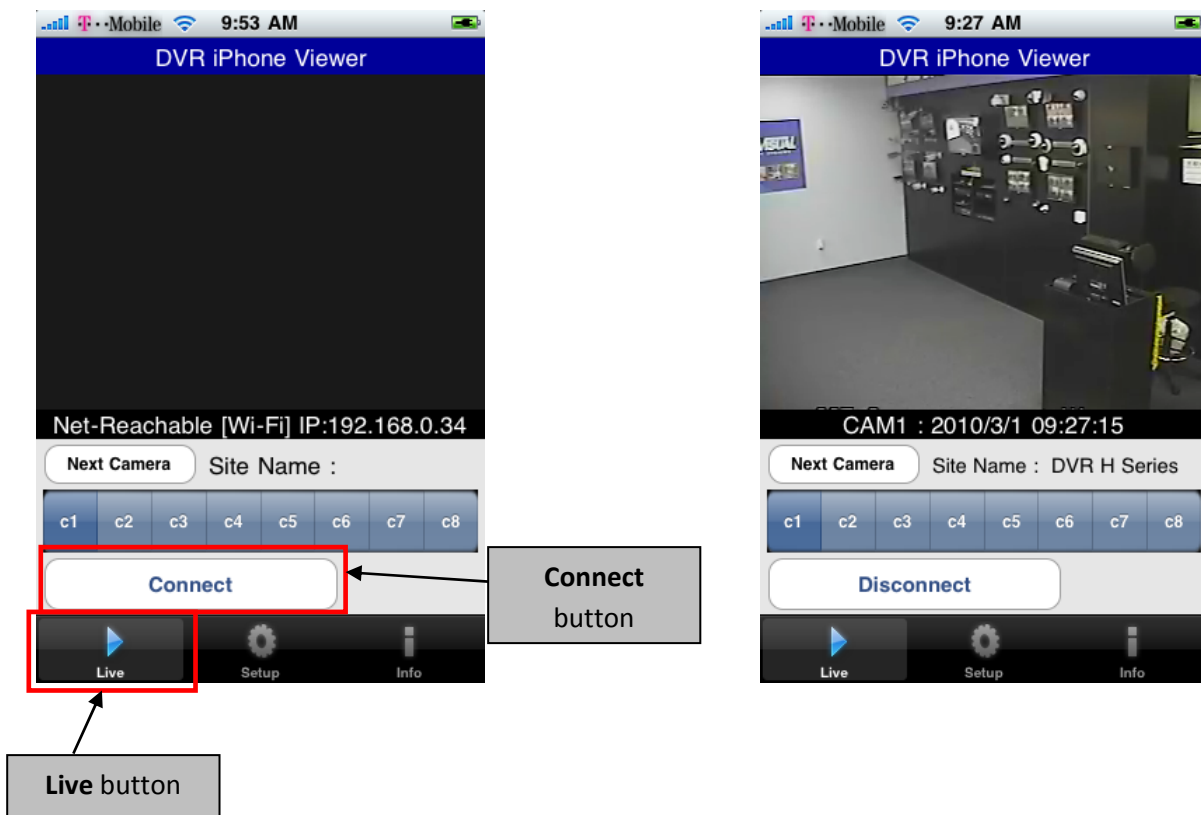 T··Mobile 9:53 AM
DVR iPhone Viewer
Net-Reachable [Wi-Fi] IP:192.168.0.34
Next Camera Site Name :
c1 c2 c3 c4 c5 c6 c7 c8
Connect
Live Setup Info
Connect
button
Live button
T··Mobile 9:27 AM
DVR iPhone Viewer
CAM1 : 2010/3/1 09:27:15
Next Camera Site Name : DVR H Series
c1 c2 c3 c4 c5 c6 c7 c8
Disconnect
Live Setup Info